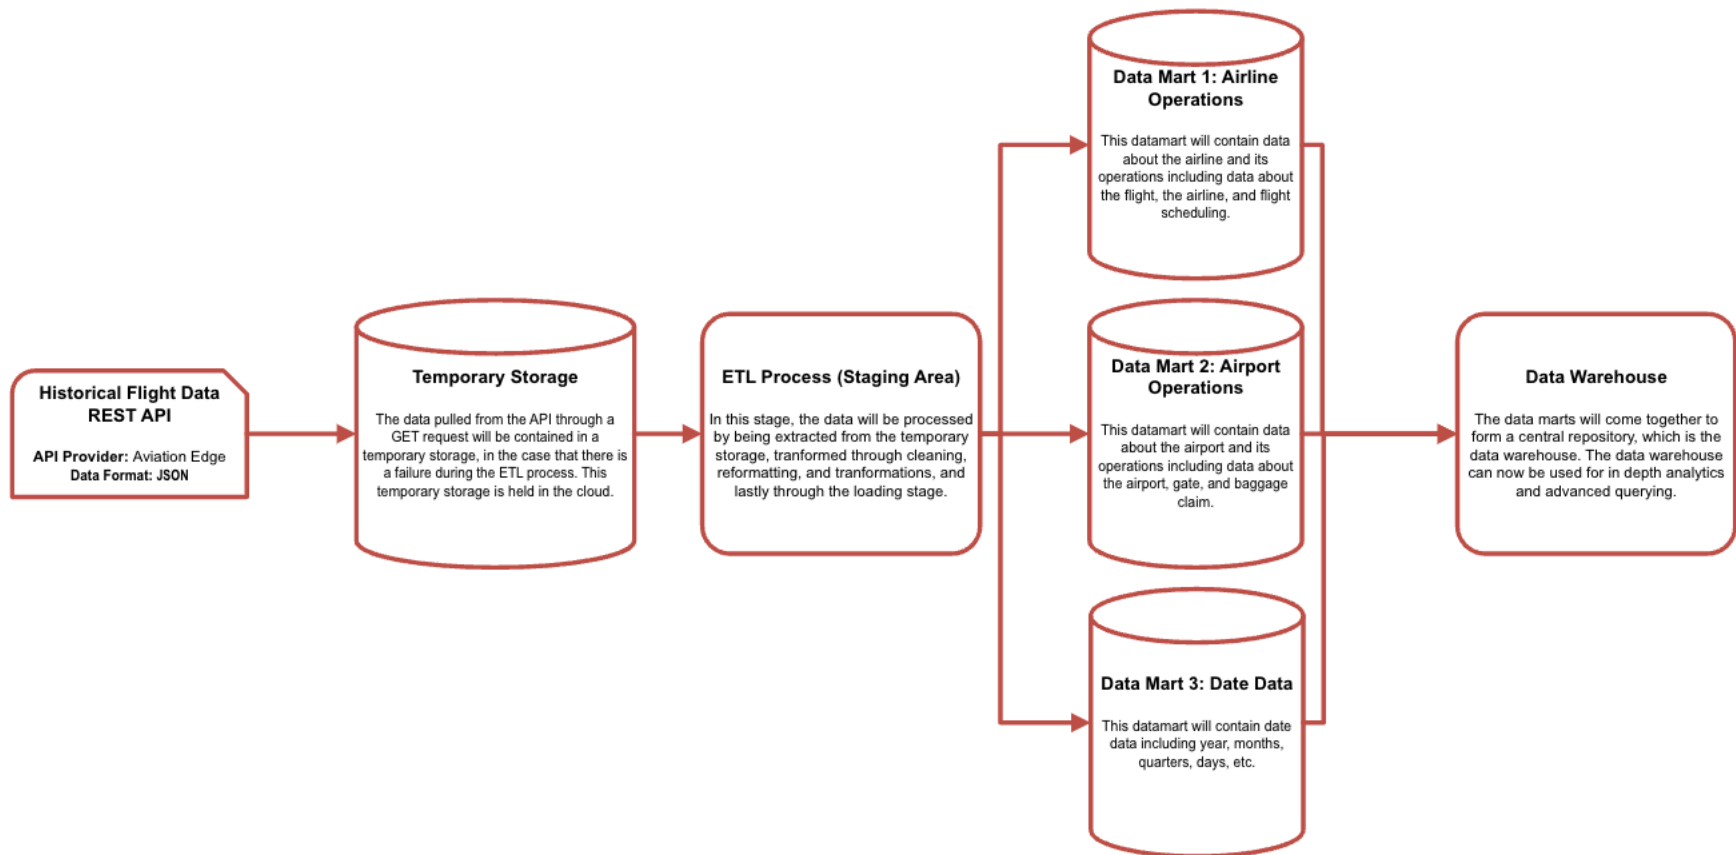 Historical Flight Data
REST API
API Provider: Aviation Edge
Data Format: JSON
Temporary Storage
The data pulled from the API through a
GET request will be contained in a
temporary storage, in the case that there is
a failure during the ETL process. This
temporary storage is held in the cloud.
ETL Process (Staging Area)
In this stage, the data will be processed
by being extracted from the temporary
storage, tranformed through cleaning,
reformatting, and tranformations, and
lastly through the loading stage.
Data Mart 1: Airline
Operations
This datamart will contain data
about the airline and its
operations including data about
the flight, the airline, and flight
scheduling.
Data Mart 2: Airport
Operations
This datamart will contain data
about the airport and its
operations including data about
the airport, gate, and baggage
claim.
Data Mart 3: Date Data
This datamart will contain date
data including year, months,
quarters, days, etc.
Data Warehouse
The data marts will come together to
form a central repository, which is the
data warehouse. The data warehouse
can now be used for in depth analytics
and advanced querying.